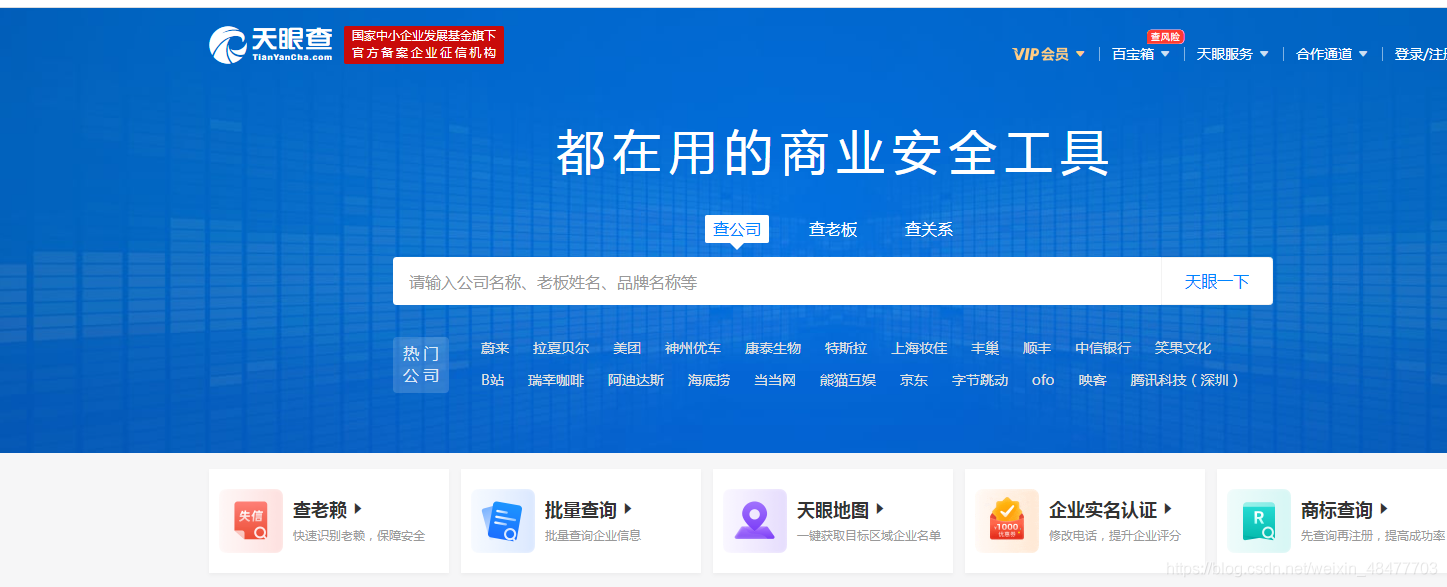 天眼查
TianYanCha.com
国家中小企业发展基金旗下
官方备案企业征信机构
查风险
VIP会员 百宝箱 天眼服务 合作通道 登录/注册
都在用的商业安全工具
查公司 查老板 查关系
请输入公司名称、老板姓名、品牌名称等 天眼一下
热门
公司
蔚来 拉夏贝尔 美团 神州优车 康泰生物 特斯拉 上海妆佳 丰巢 顺丰 中信银行 笑果文化
B站 瑞幸咖啡 阿迪达斯 海底捞 当当网 熊猫互娱 京东 字节跳动 ofo 映客 腾讯科技（深圳）
失信
查老赖
快速识别老赖，保障安全
批量查询
批量查询企业信息
天眼地图
一键获取目标区域企业名单
-1000
优惠券
企业实名认证
修改电话，提升企业评分
R
商标查询
先查询再注册，提高成功率
https://blog.csdn.net/weixin_48477703